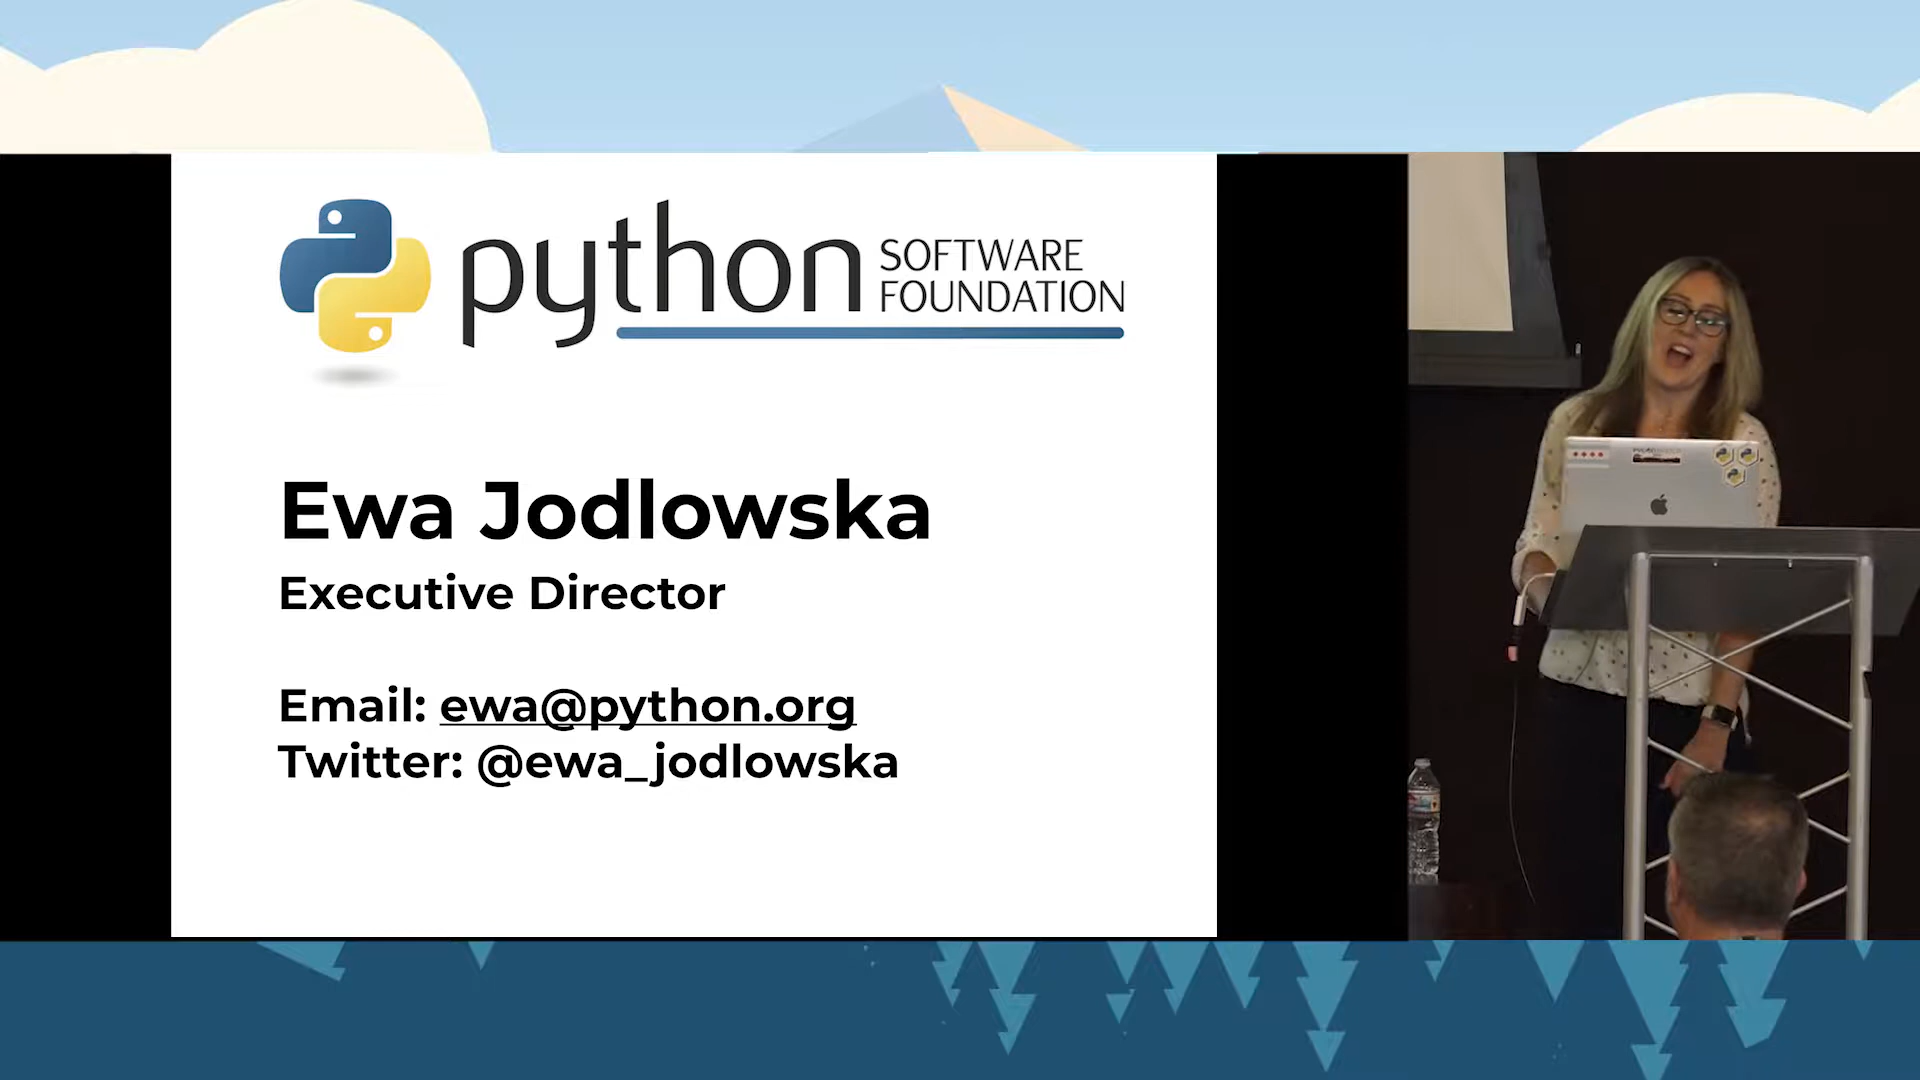 python SOFTWARE
FOUNDATION
Ewa Jodlowska
Executive Director
Email: ewa@python.org
Twitter: @ewa_jodlowska